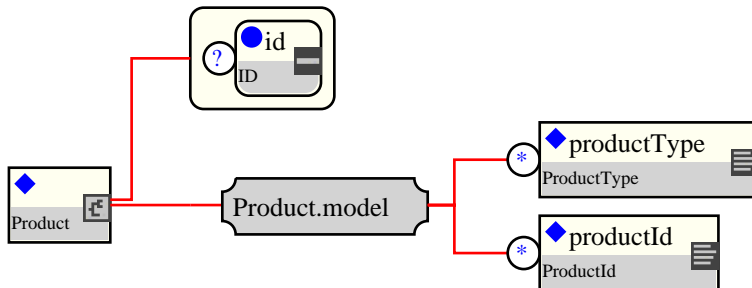 ? id
ID
* productType
ProductType
Product
Product.model
* productId
ProductId